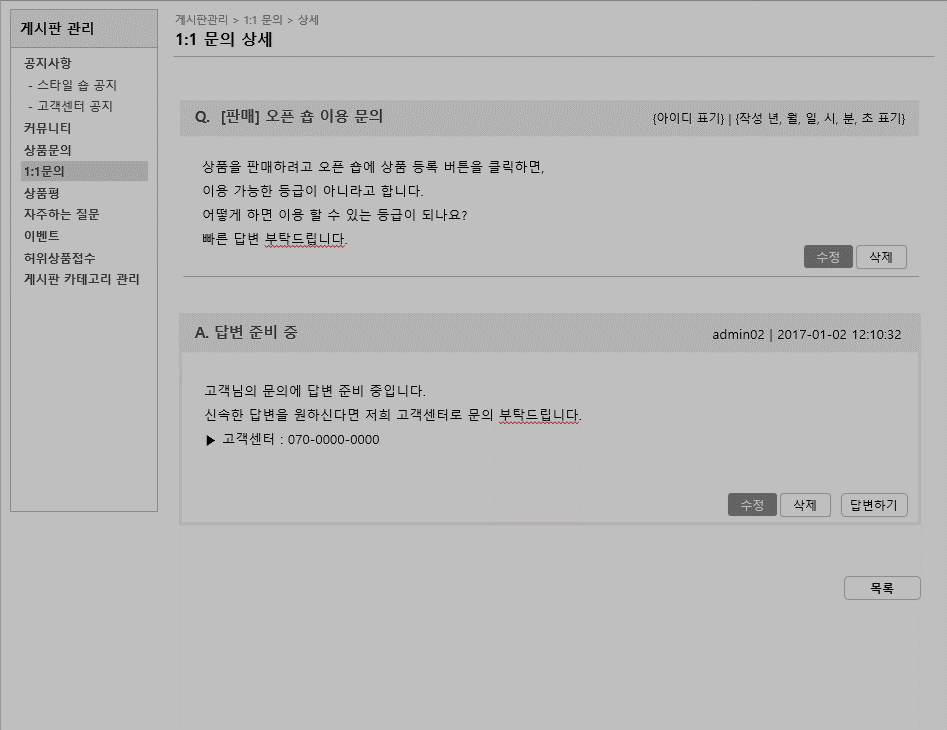 게시판 관리
공지사항
- 스타일 숍 공지
- 고객센터 공지
커뮤니티
상품문의
1:1문의
상품평
자주하는 질문
이벤트
허위상품접수
게시판 카테고리 관리
게시판관리 > 1:1 문의 > 상세
1:1 문의 상세
Q. [판매] 오픈 숍 이용 문의 {아이디 표기} | {작성 년, 월, 일, 시, 분, 초 표기}
상품을 판매하려고 오픈 숍에 상품 등록 버튼을 클릭하면,
이용 가능한 등급이 아니라고 합니다.
어떻게 하면 이용 할 수 있는 등급이 되나요?
빠른 답변 부탁드립니다.
수정 삭제
A. 답변 준비 중 admin02 | 2017-01-02 12:10:32
고객님의 문의에 답변 준비 중입니다.
신속한 답변을 원하신다면 저희 고객센터로 문의 부탁드립니다.
▶ 고객센터 : 070-0000-0000
수정 삭제 답변하기
목록